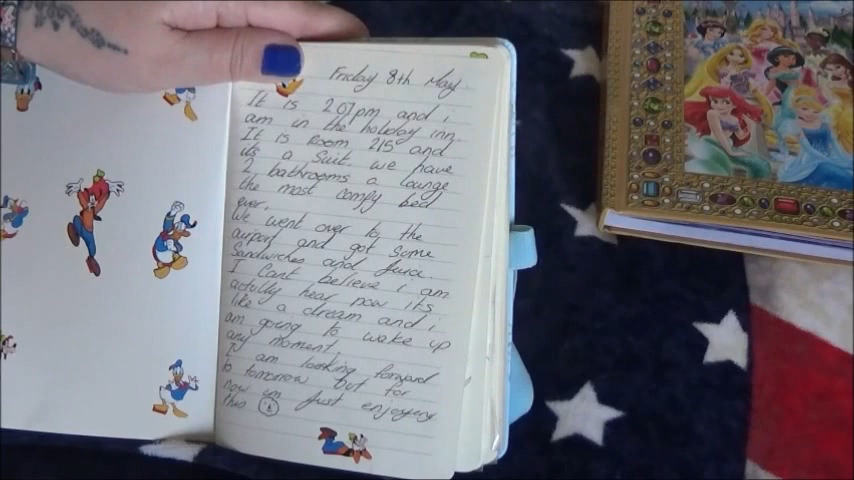 Friday 8th May.
It is 207pm and i
am in the holiday inn
It is Room 215 and
its a Suit we have
2 bathrooms a lounge
the most compy bed
ever.
We went over to the
airport and got some
Sandwiches and Juice
I Cant believe i am
actully hear now its
like a dream and i
am going to wake up
any moment.
I am looking forward
to tomorrow but for
now im Just enjoying
this